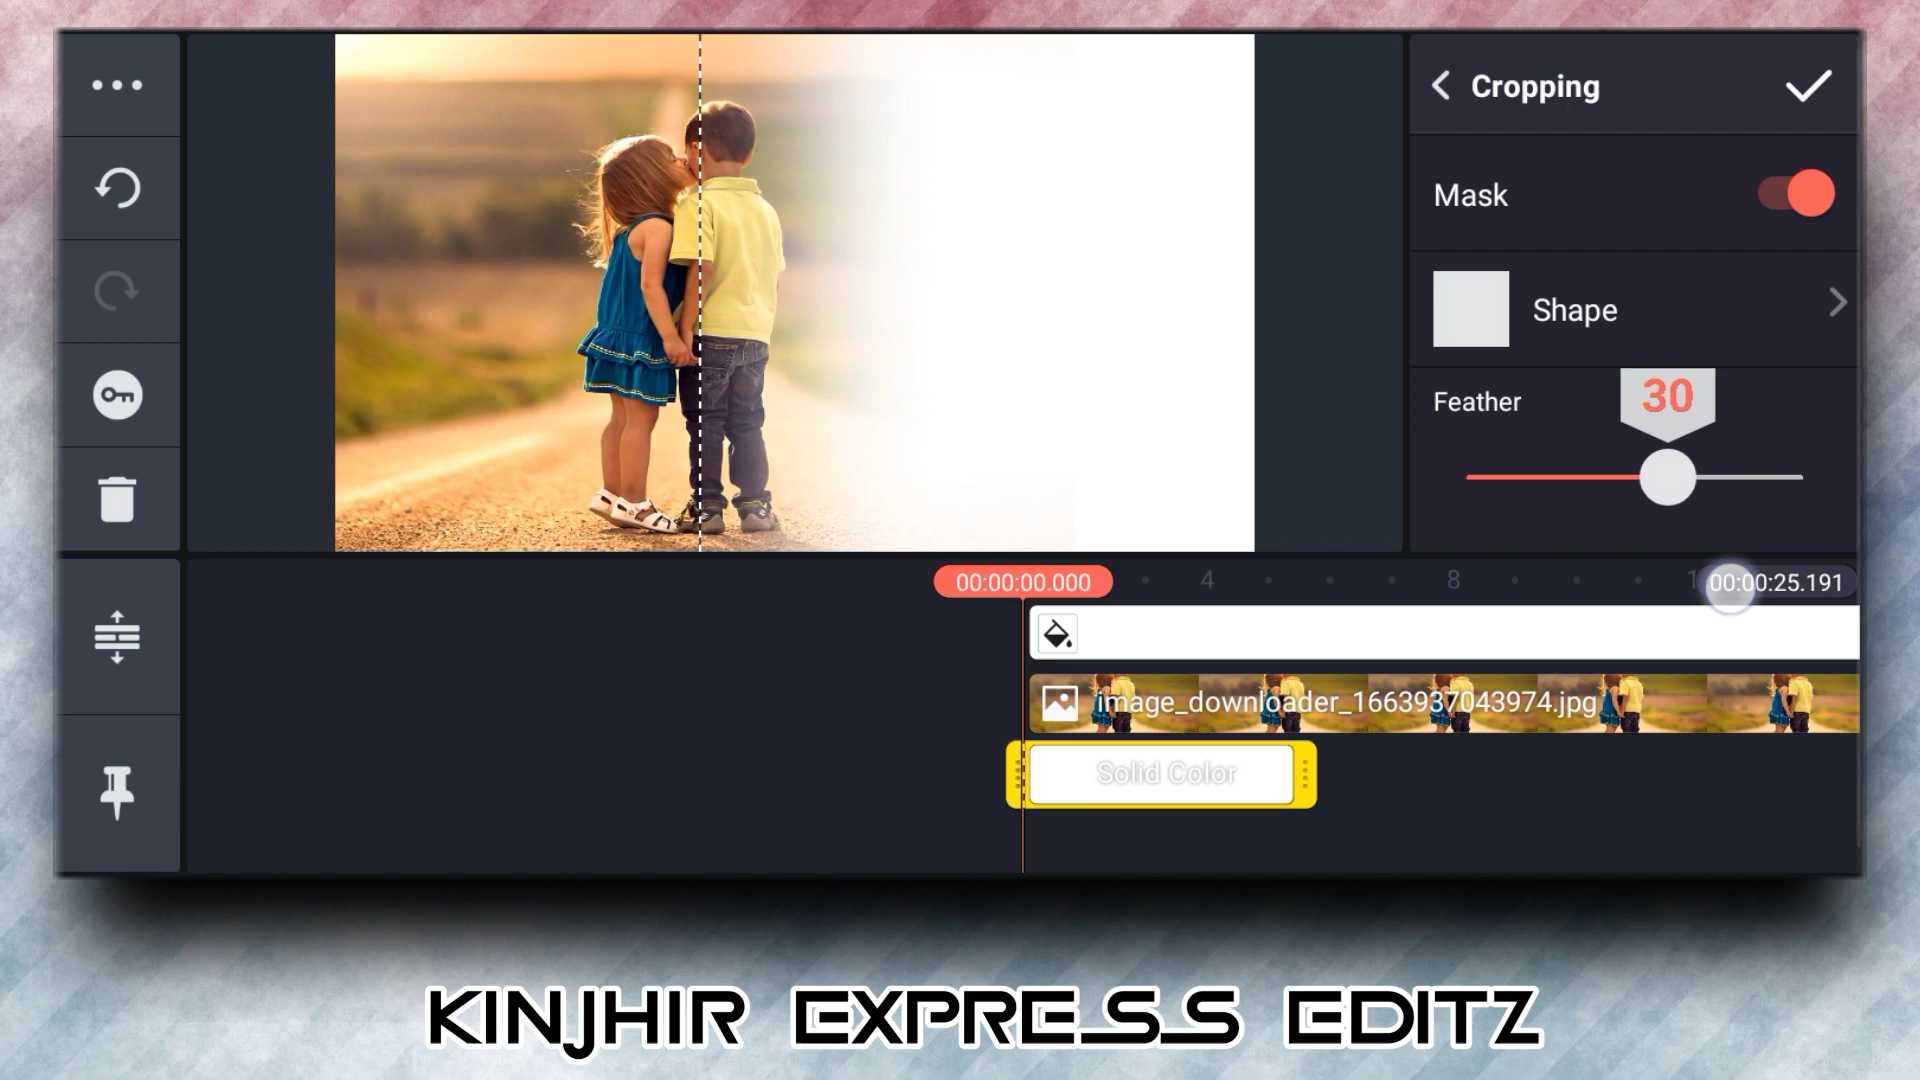 Cropping
Mask
Shape
Feather
30
00:00:00.000
4
8
00:00:25.191
image_downloader_1663937043974.jpg
Solid Color
KINJHIR EXPRESS EDITZ